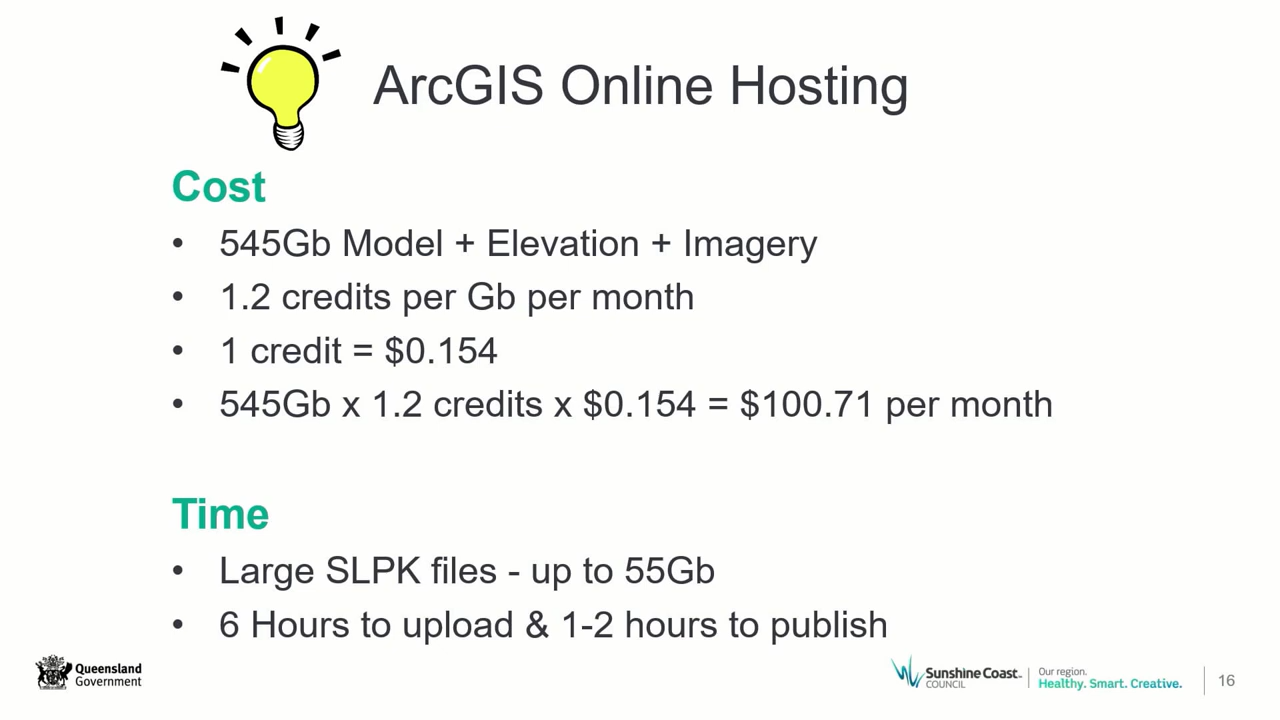 ArcGIS Online Hosting
Cost
• 545Gb Model + Elevation + Imagery
• 1.2 credits per Gb per month
• 1 credit = $0.154
• 545Gb x 1.2 credits x $0.154 = $100.71 per month
Time
• Large SLPK files - up to 55Gb
• 6 Hours to upload & 1-2 hours to publish
Queensland
Government
Sunshine Coast™
COUNCIL
Our region.
Healthy. Smart. Creative.
16